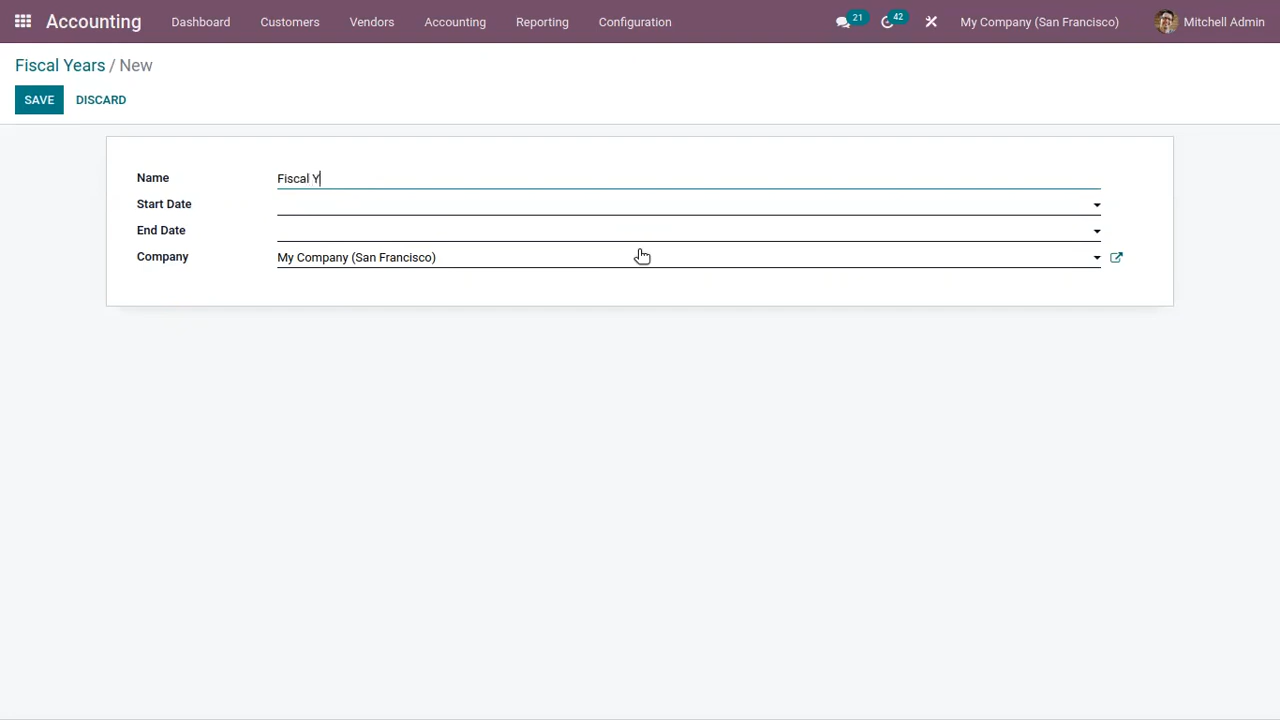 Accounting Dashboard Customers Vendors Accounting Reporting Configuration 21 42 My Company (San Francisco) Mitchell Admin
Fiscal Years / New
SAVE DISCARD
Name Fiscal Y
Start Date
End Date
Company My Company (San Francisco)